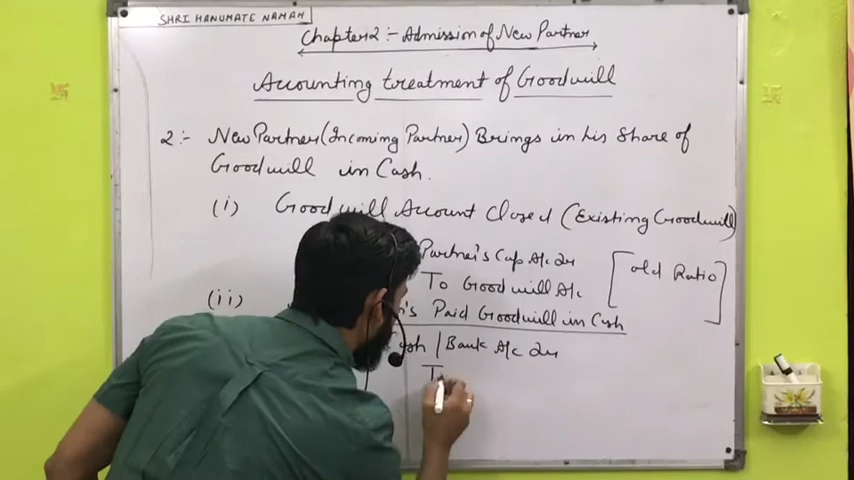 SHRI HANUMATE NAMAH
Chapter 2 :- Admission of New Partner
Accounting treatment of Goodwill
2:- New Partner (Incoming Partner) Brings in his Share of
Goodwill in Cash.
(i) Goodwill Account Closed (Existing Goodwill)
Partner's Cap A/c Dr
To Goodwill A/c [Old Ratio]
(ii) Paid Goodwill in Cash
Cash / Bank A/c Dr
T